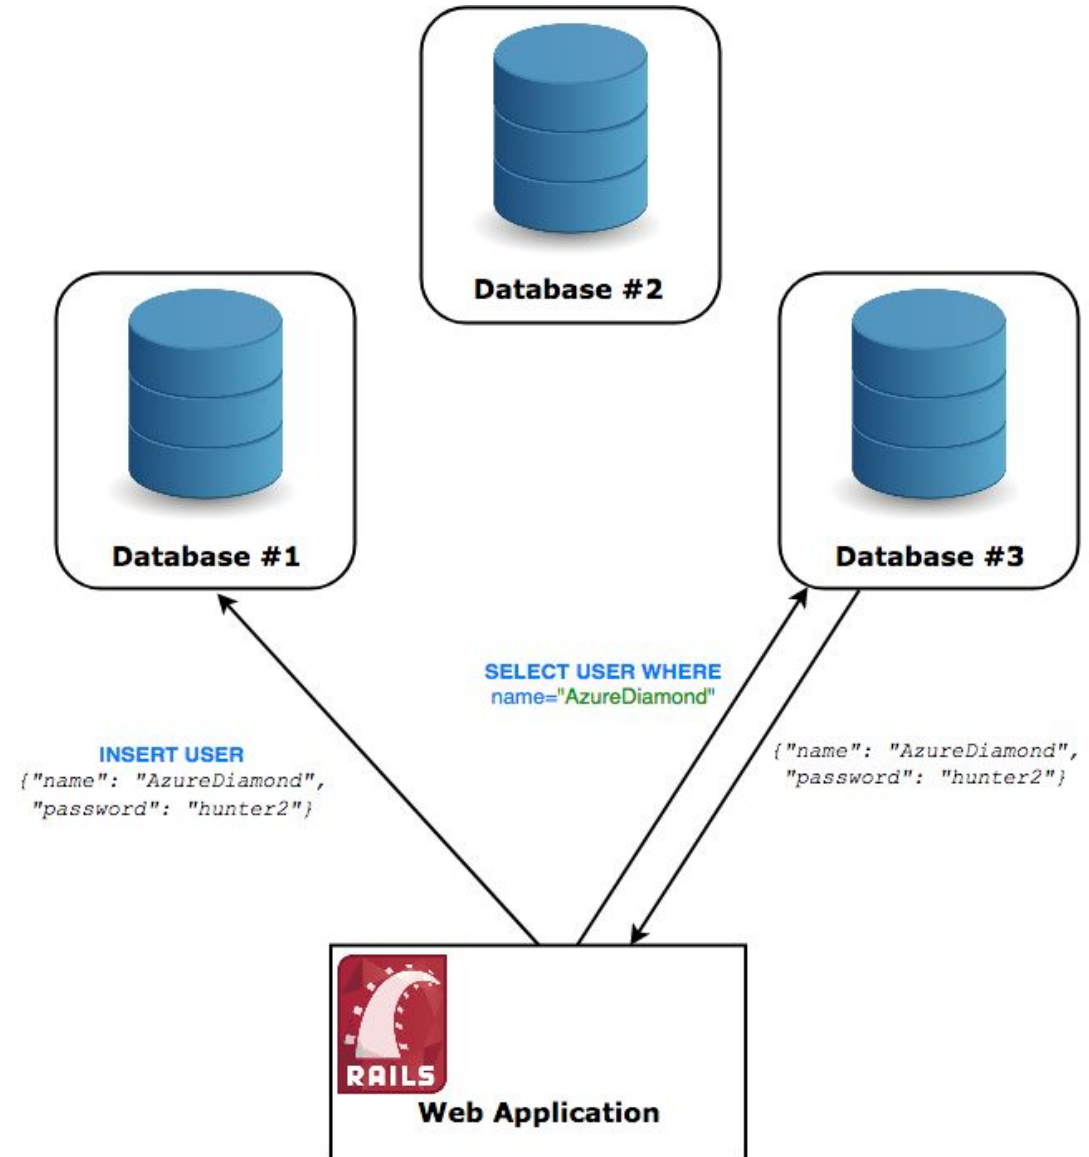 Database #2
Database #1
Database #3
SELECT USER WHERE
name="AzureDiamond"
INSERT USER
{"name": "AzureDiamond",
"password": "hunter2"}
{"name": "AzureDiamond",
"password": "hunter2"}
RAILS
Web Application